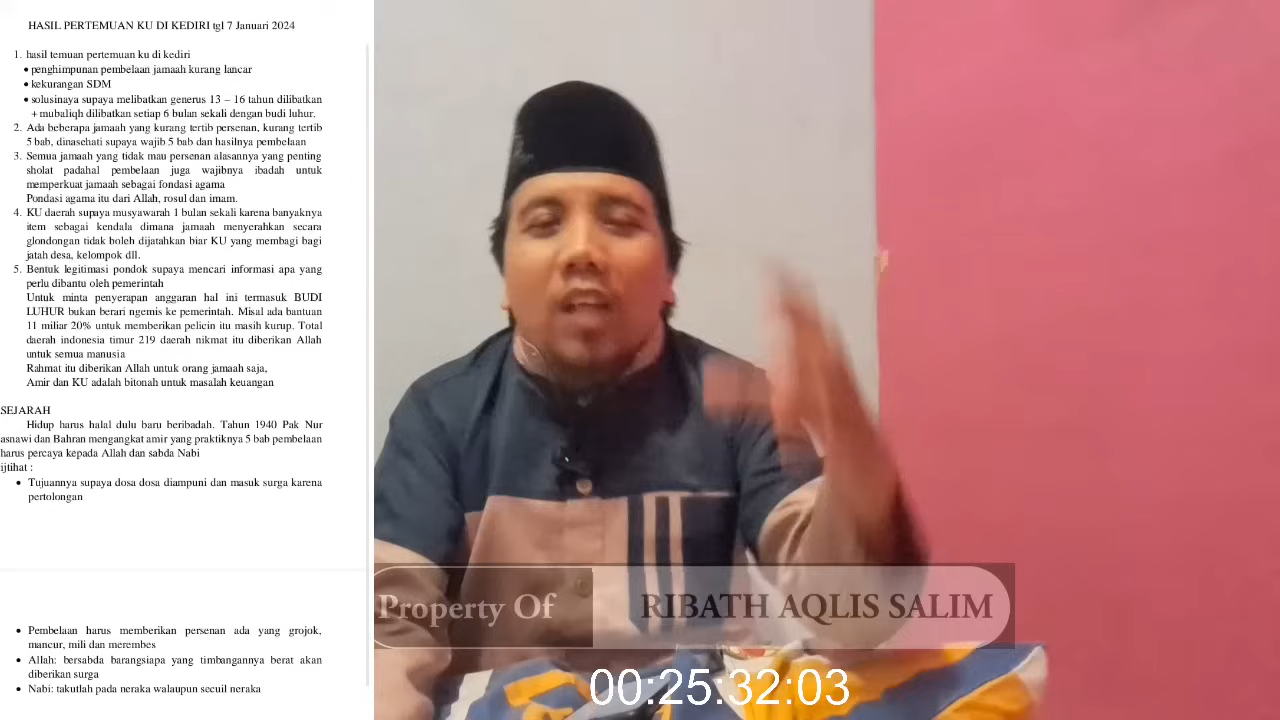 HASIL PERTEMUAN KU DI KEDIRI tgl 7 Januari 2024
1. hasil temuan pertemuan ku di kediri
• penghimpunan pembelaan jamaah kurang lancar
• kekurangan SDM
• solusinaya supaya melibatkan generus 13 – 16 tahun dilibatkan
+ mubaliqh dilibatkan setiap 6 bulan sekali dengan budi luhur.
2. Ada beberapa jamaah yang kurang tertib persenan, kurang tertib
5 bab, dinasehati supaya wajib 5 bab dan hasilnya pembelaan
3. Semua jamaah yang tidak mau persenan alasannya yang penting
sholat padahal pembelaan juga wajibnya ibadah untuk
memperkuat jamaah sebagai fondasi agama
Pondasi agama itu dari Allah, rosul dan imam.
4. KU daerah supaya musyawarah 1 bulan sekali karena banyaknya
item sebagai kendala dimana jamaah menyerahkan secara
glondongan tidak boleh dijatahkan biar KU yang membagi bagi
jatah desa, kelompok dll.
5. Bentuk legitimasi pondok supaya mencari informasi apa yang
perlu dibantu oleh pemerintah
Untuk minta penyerapan anggaran hal ini termasuk BUDI
LUHUR bukan berari ngemis ke pemerintah. Misal ada bantuan
11 miliar 20% untuk memberikan pelicin itu masih kurup. Total
daerah indonesia timur 219 daerah nikmat itu diberikan Allah
untuk semua manusia
Rahmat itu diberikan Allah untuk orang jamaah saja,
Amir dan KU adalah bitonah untuk masalah keuangan
SEJARAH
Hidup harus halal dulu baru beribadah. Tahun 1940 Pak Nur
asnawi dan Bahran mengangkat amir yang praktiknya 5 bab pembelaan
harus percaya kepada Allah dan sabda Nabi
ijtihat :
• Tujuannya supaya dosa dosa diampuni dan masuk surga karena
pertolongan
• Pembelaan harus memberikan persenan ada yang grojok,
mancur, mili dan merembes
• Allah: bersabda barangsiapa yang timbangannya berat akan
diberikan surga
• Nabi: takutlah pada neraka walaupun secuil neraka
Property Of RIBATH AQLIS SALIM
00:25:32:03